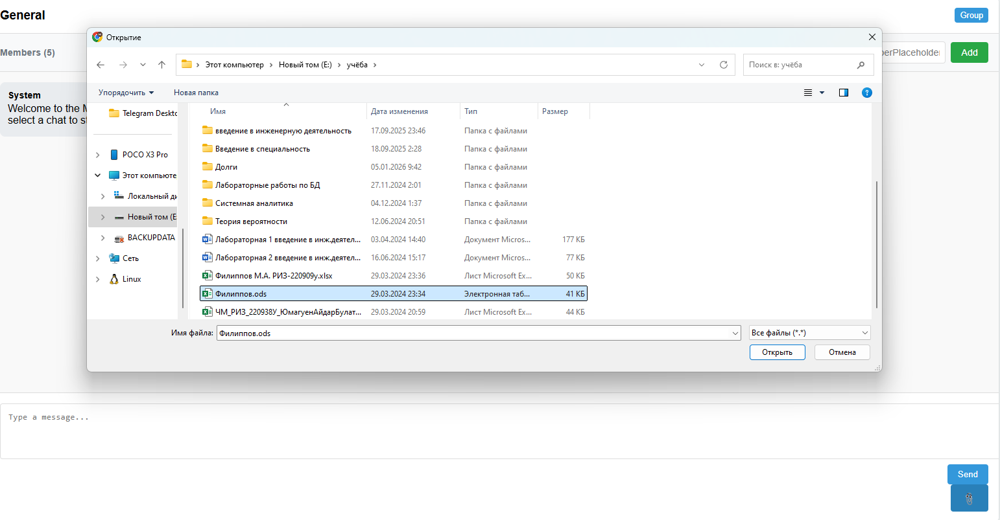 General
Group
Открытие
Members (5)
berPlaceholder
Add
Этот компьютер
Новый том (E:)
учёба
Поиск в: учёба
Упорядочить
Новая папка
System
Welcome to the M
select a chat to st
Telegram Deskto
POCO X3 Pro
Этот компьюте
Локальный ди
Новый том (E:
BACKUPDATA
Сеть
Linux
Имя Дата изменения Тип Размер
введение в инженерную деятельность 17.09.2025 23:46 Папка с файлами
Введение в специальность 18.09.2025 2:28 Папка с файлами
Долги 05.01.2026 9:42 Папка с файлами
Лабораторные работы по БД 27.11.2024 2:01 Папка с файлами
Системная аналитика 04.12.2024 1:37 Папка с файлами
Теория вероятности 12.06.2024 20:51 Папка с файлами
Лабораторная 1 введение в инж.деятел... 03.04.2024 14:40 Документ Micros... 177 КБ
Лабораторная 2 введение в инж.деятел... 16.06.2024 15:17 Документ Micros... 77 КБ
Филиппов М.А. РИЗ-220909у.xlsx 29.03.2024 23:36 Лист Microsoft Ex... 50 КБ
Филиппов.ods 29.03.2024 23:34 Электронная таб... 41 КБ
ЧМ_РИЗ_220938У_ЮмагуенАйдарБулат... 29.03.2024 20:59 Лист Microsoft Ex... 44 КБ
Имя файла: Филиппов.ods Все файлы (*.*)
Открыть Отмена
Type a message...
Send